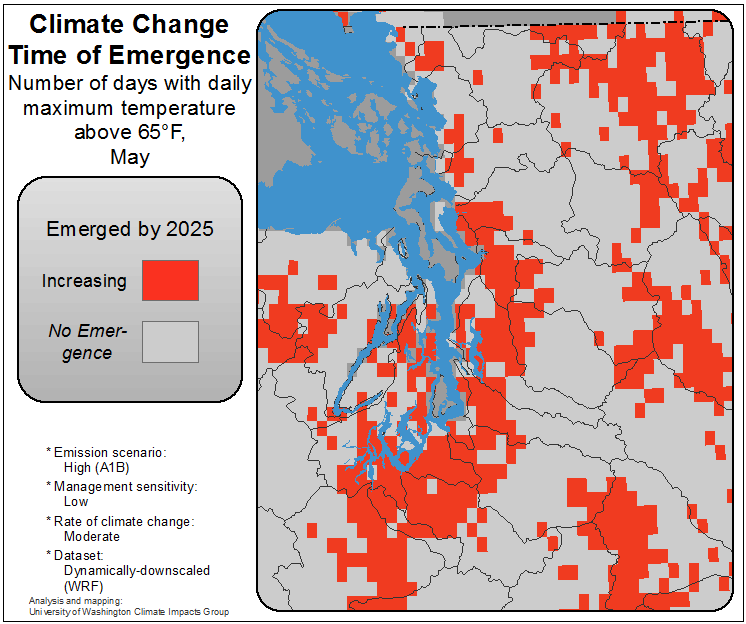 Climate Change
Time of Emergence
Number of days with daily
maximum temperature
above 65°F,
May
Emerged by 2025
Increasing
No Emer-
gence
* Emission scenario:
High (A1B)
* Management sensitivity:
Low
* Rate of climate change:
Moderate
* Dataset:
Dynamically-downscaled
(WRF)
Analysis and mapping:
University of Washington Climate Impacts Group